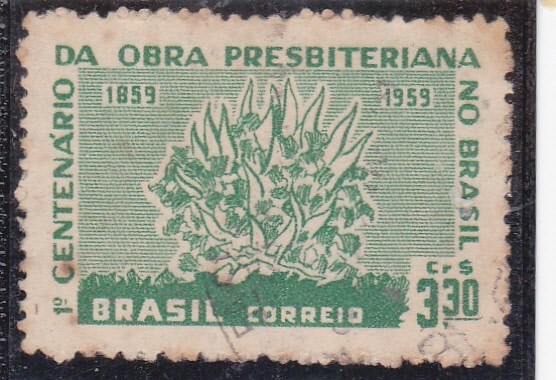 1º CENTENÁRIO DA OBRA PRESBITERIANA NO BRASIL
1859 1959
Cr$
3,30
BRASIL CORREIO